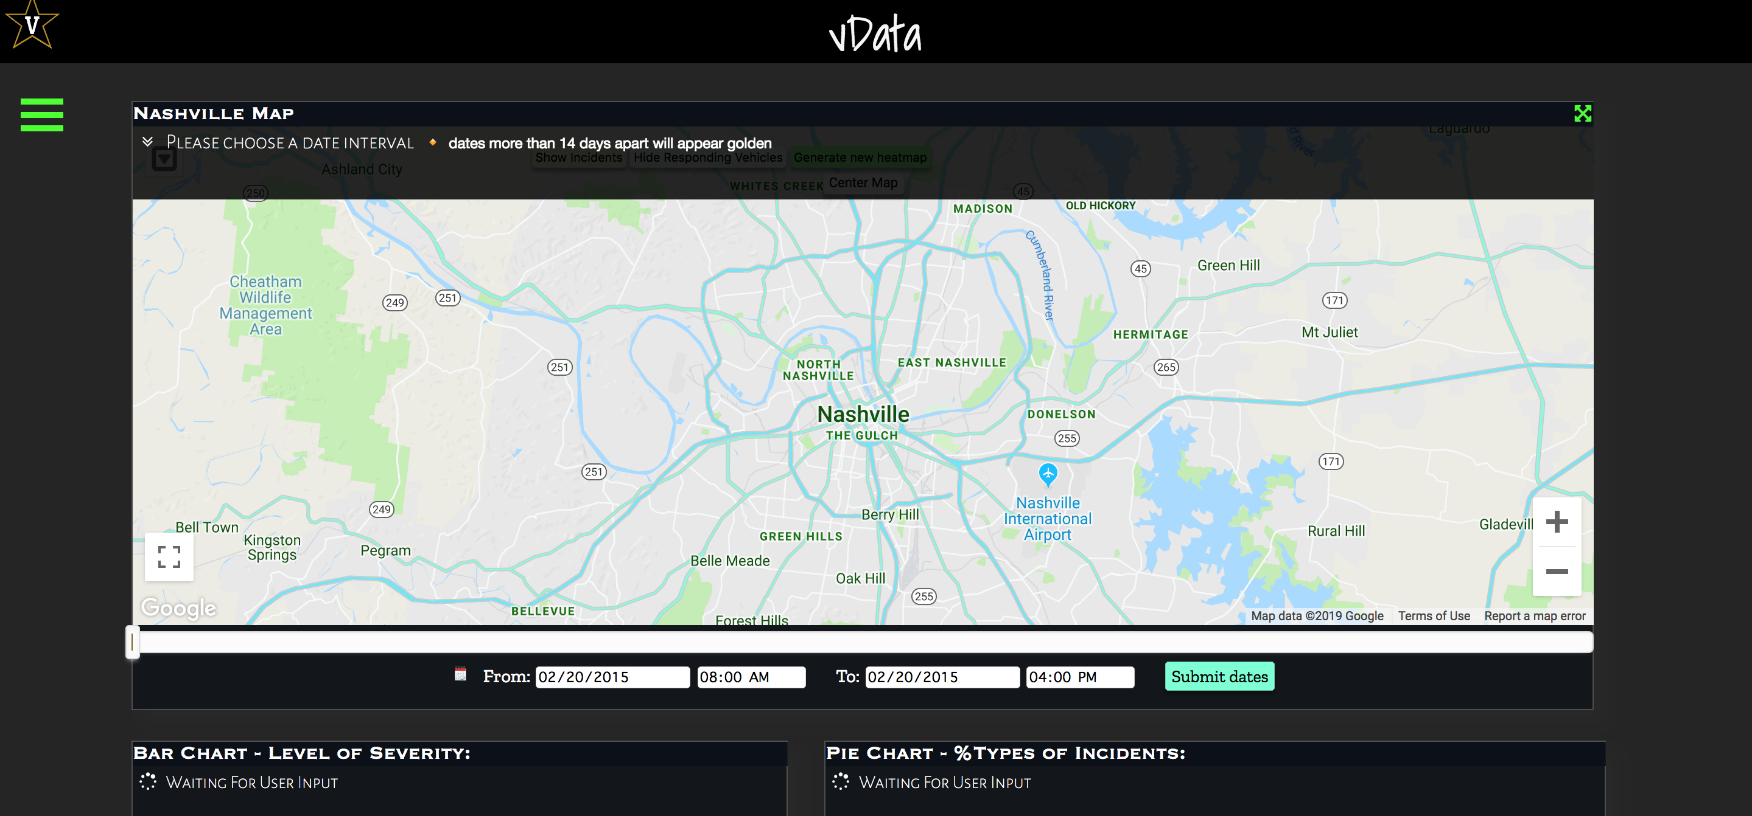 V
vData
Nashville Map
Please choose a date interval
dates more than 14 days apart will appear golden
Laguardo
River
Show Incidents
Hide Responding Vehicles
Generate new heatmap
Ashland City
WHITES CREEK
Center Map
250
45
MADISON
OLD HICKORY
Cumberland River
45
Green Hill
Cheatham
Wildlife
Management
Area
249
251
171
HERMITAGE
Mt Juliet
251
NORTH
NASHVILLE
EAST NASHVILLE
265
Nashville
THE GULCH
DONELSON
255
251
171
Nashville
International
Airport
249
Berry Hill
Bell Town
Kingston
Springs
Pegram
GREEN HILLS
Rural Hill
Gladevill
Belle Meade
Oak Hill
255
BELLEVUE
Forest Hills
Google
Map data ©2019 Google
Terms of Use
Report a map error
From: 02/20/2015 08:00 AM To: 02/20/2015 04:00 PM Submit dates
Bar Chart - Level of Severity:
Waiting For User Input
Pie Chart - %Types of Incidents:
Waiting For User Input